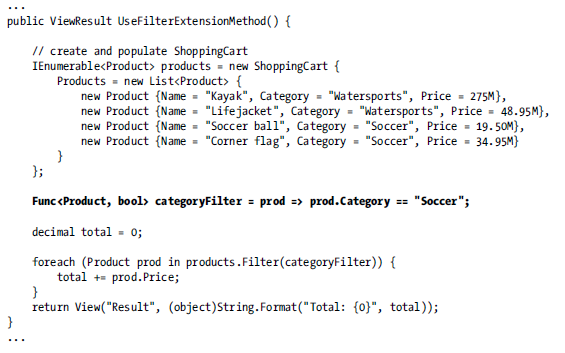 ...
public ViewResult UseFilterExtensionMethod() {
// create and populate ShoppingCart
IEnumerable<Product> products = new ShoppingCart {
Products = new List<Product> {
new Product {Name = "Kayak", Category = "Watersports", Price = 275M},
new Product {Name = "Lifejacket", Category = "Watersports", Price = 48.95M},
new Product {Name = "Soccer ball", Category = "Soccer", Price = 19.50M},
new Product {Name = "Corner flag", Category = "Soccer", Price = 34.95M}
}
};
Func<Product, bool> categoryFilter = prod => prod.Category == "Soccer";
decimal total = 0;
foreach (Product prod in products.Filter(categoryFilter)) {
total += prod.Price;
}
return View("Result", (object)String.Format("Total: {0}", total));
}
...